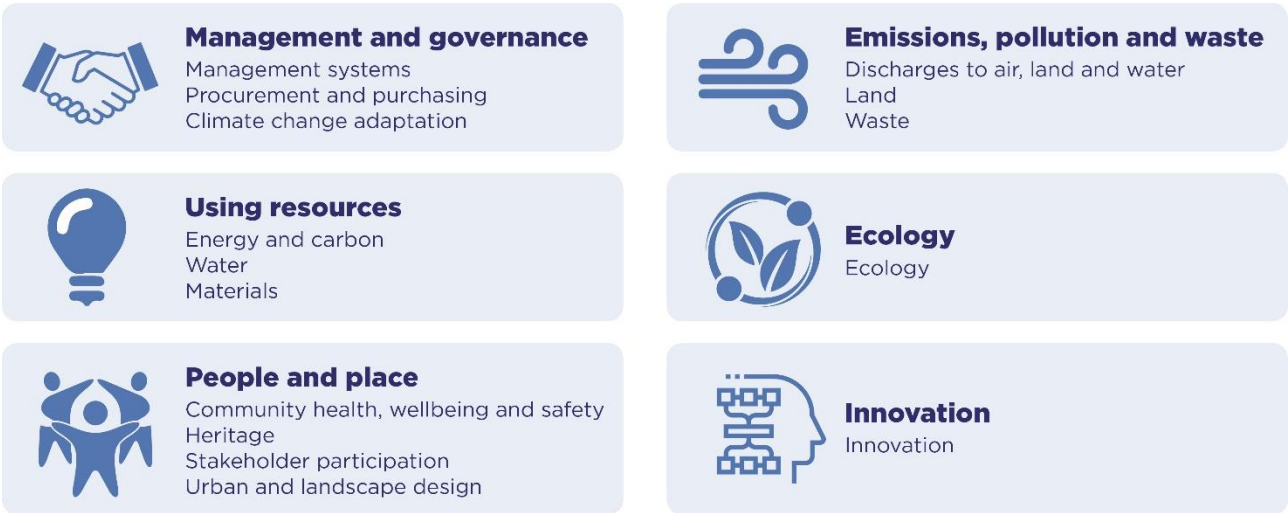 Management and governance
Management systems
Procurement and purchasing
Climate change adaptation
Emissions, pollution and waste
Discharges to air, land and water
Land
Waste
Using resources
Energy and carbon
Water
Materials
Ecology
Ecology
People and place
Community health, wellbeing and safety
Heritage
Stakeholder participation
Urban and landscape design
Innovation
Innovation